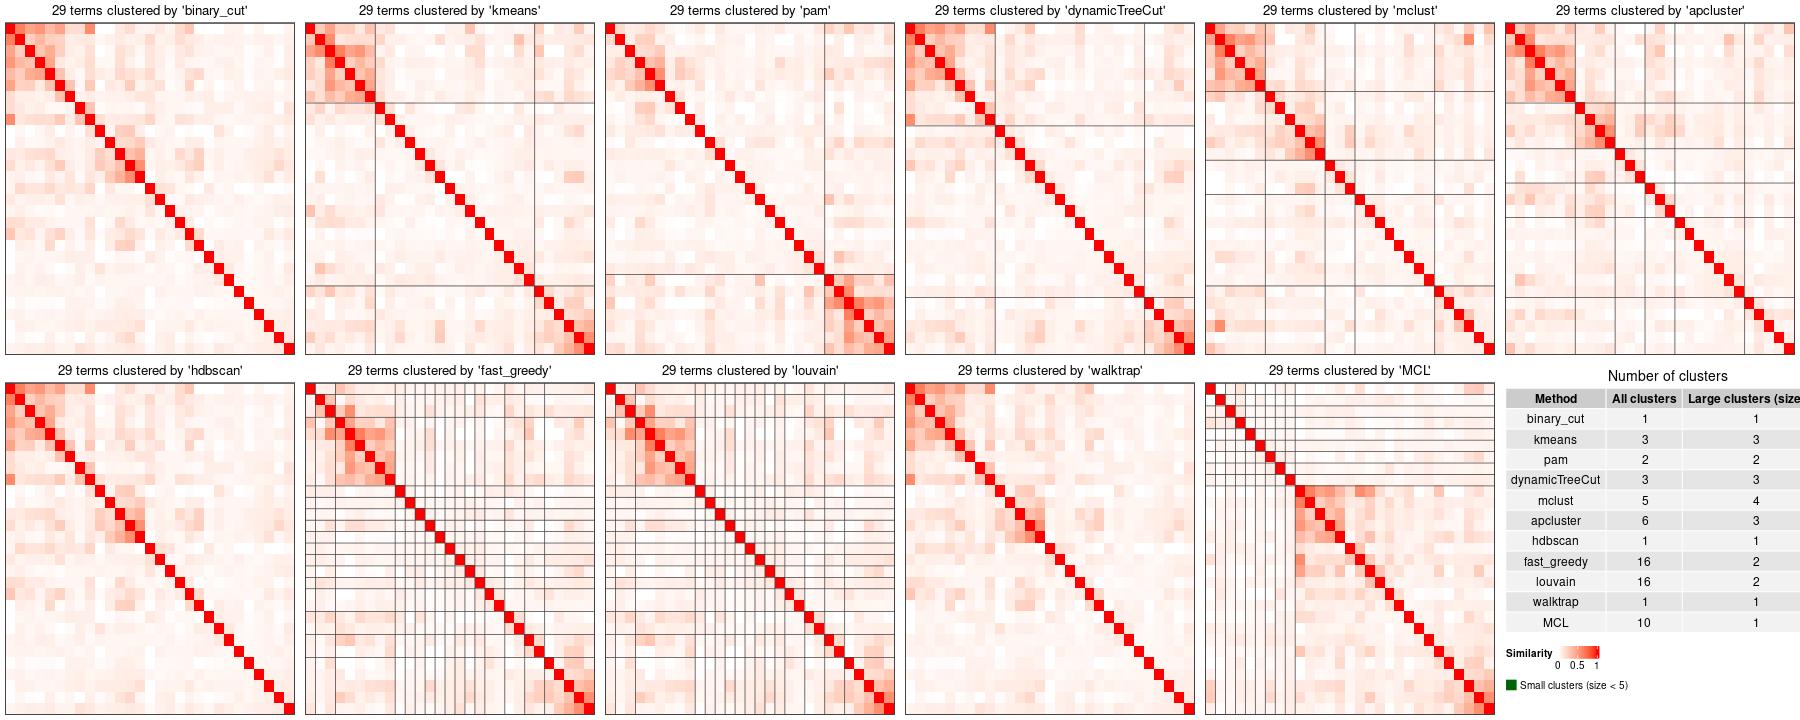 29 terms clustered by 'binary_cut'
29 terms clustered by 'kmeans'
29 terms clustered by 'pam'
29 terms clustered by 'dynamicTreeCut'
29 terms clustered by 'mclust'
29 terms clustered by 'apcluster'
29 terms clustered by 'hdbscan'
29 terms clustered by 'fast_greedy'
29 terms clustered by 'louvain'
29 terms clustered by 'walktrap'
29 terms clustered by 'MCL'
Number of clusters
Method All clusters Large clusters (size
binary_cut 1 1
kmeans 3 3
pam 2 2
dynamicTreeCut 3 3
mclust 5 4
apcluster 6 3
hdbscan 1 1
fast_greedy 16 2
louvain 16 2
walktrap 1 1
MCL 10 1
Similarity
0 0.5 1
Small clusters (size < 5)